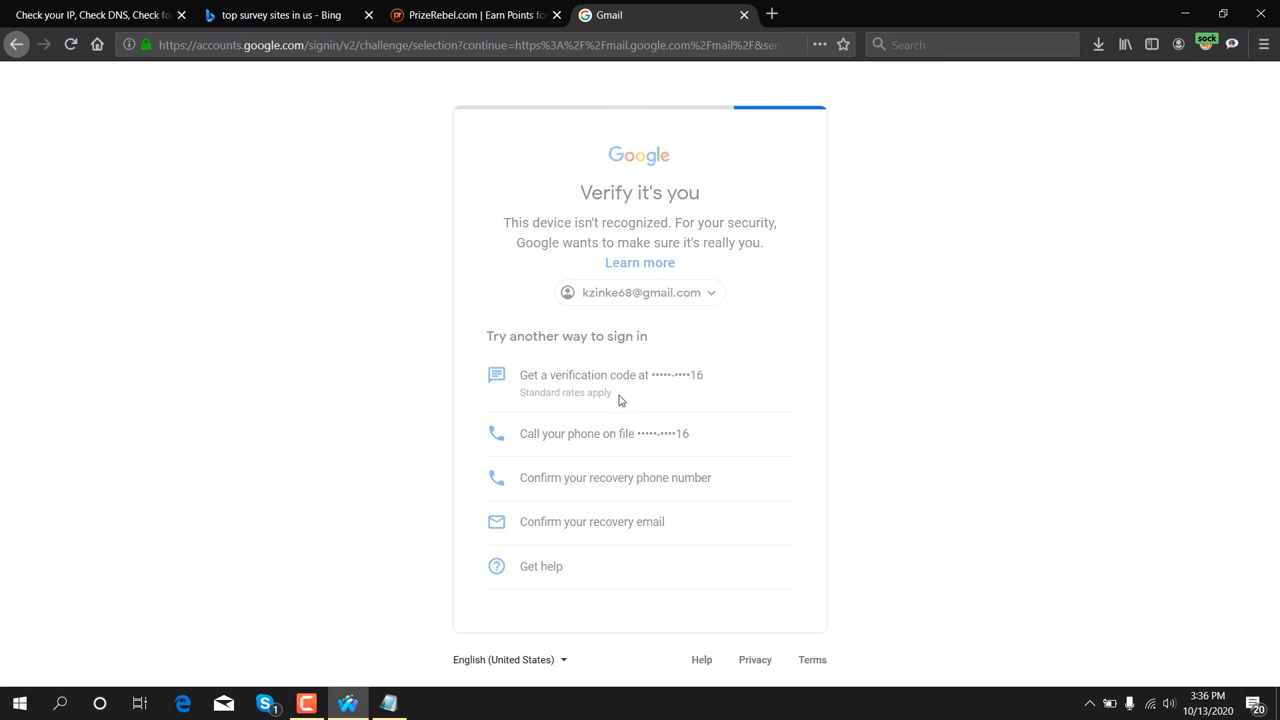 Check your IP, Check DNS, Check fo
top survey sites in us - Bing
PrizeRebel.com | Earn Points fo
Gmail
https://accounts.google.com/signin/v2/challenge/selection?continue=https%3A%2F%2Fmail.google.com%2Fmail%2F&ser
Search
sock
Google
Verify it's you
This device isn't recognized. For your security,
Google wants to make sure it's really you.
Learn more
kzinke68@gmail.com
Try another way to sign in
Get a verification code at •••••-••••16
Standard rates apply
Call your phone on file •••••-••••16
Confirm your recovery phone number
Confirm your recovery email
Get help
English (United States)
Help
Privacy
Terms
1
3:36 PM
10/13/2020
20